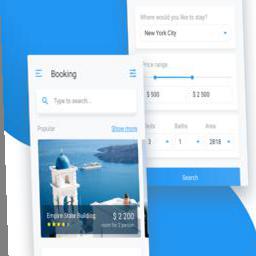 Booking
Type to search...
Popular
Show more
Empire State Building
$ 2 200
room for 2 person
Where would you like to stay?
New York City
Price range
$ 500
$ 2 500
Beds
Baths
Area
3
1
2818
Search